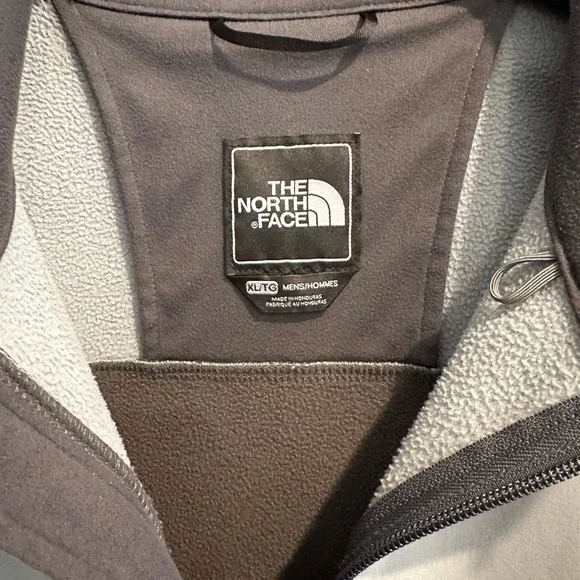 THE
NORTH
®FACE
XL/TG MENS/HOMMES
MADE IN HONDURAS
FABRIQUÉ AU HONDURAS